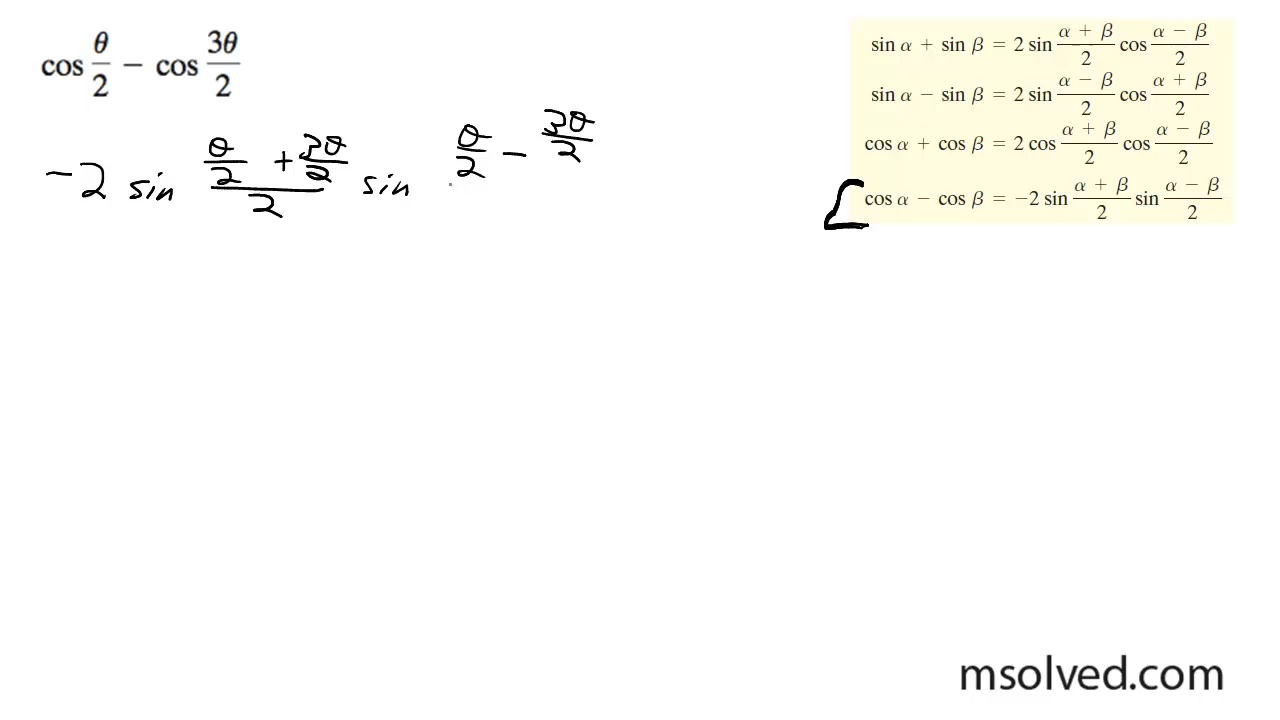 cos θ/2 − cos 3θ/2
-2 sin (θ/2 + 3θ/2)/2 sin θ/2 - 3θ/2
sin α + sin β = 2 sin (α + β)/2 cos (α − β)/2
sin α − sin β = 2 sin (α − β)/2 cos (α + β)/2
cos α + cos β = 2 cos (α + β)/2 cos (α − β)/2
cos α − cos β = −2 sin (α + β)/2 sin (α − β)/2
msolved.com